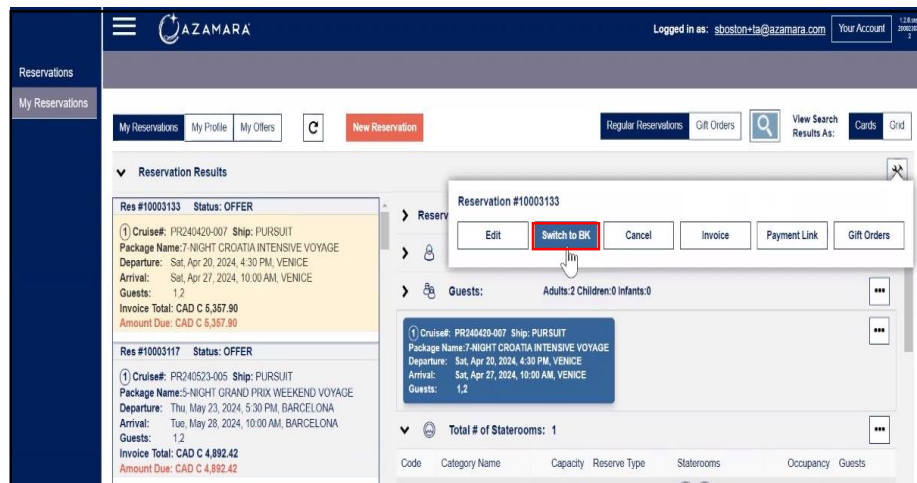 AZAMARA
Logged in as: sboston+ta@azamara.com
Your Account
Reservations
My Reservations
My Reservations
My Profile
My Offers
C
New Reservation
Regular Reservations
Gift Orders
View Search
Results As:
Cards
Grid
Reservation Results
Res #10003133 Status: OFFER
1 Cruise#: PR240420-007 Ship: PURSUIT
Package Name:7-NIGHT CROATIA INTENSIVE VOYAGE
Departure: Sat, Apr 20, 2024, 4:30 PM, VENICE
Arrival: Sat, Apr 27, 2024, 10:00 AM, VENICE
Guests: 1,2
Invoice Total: CAD C 5,357.90
Amount Due: CAD C 5,357.90
Res #10003117 Status: OFFER
1 Cruise#: PR240523-005 Ship: PURSUIT
Package Name:5-NIGHT GRAND PRIX WEEKEND VOYAGE
Departure: Thu, May 23, 2024, 5:30 PM, BARCELONA
Arrival: Tue, May 28, 2024, 10:00 AM, BARCELONA
Guests: 1,2
Invoice Total: CAD C 4,892.42
Amount Due: CAD C 4,892.42
Reserv
Reservation #10003133
Edit
Switch to BK
Cancel
Invoice
Payment Link
Gift Orders
Guests: Adults:2 Children:0 Infants:0
1 Cruise#: PR240420-007 Ship: PURSUIT
Package Name:7-NIGHT CROATIA INTENSIVE VOYAGE
Departure: Sat, Apr 20, 2024, 4:30 PM, VENICE
Arrival: Sat, Apr 27, 2024, 10:00 AM, VENICE
Guests: 1,2
Total # of Staterooms: 1
Code Category Name Capacity Reserve Type Staterooms Occupancy Guests